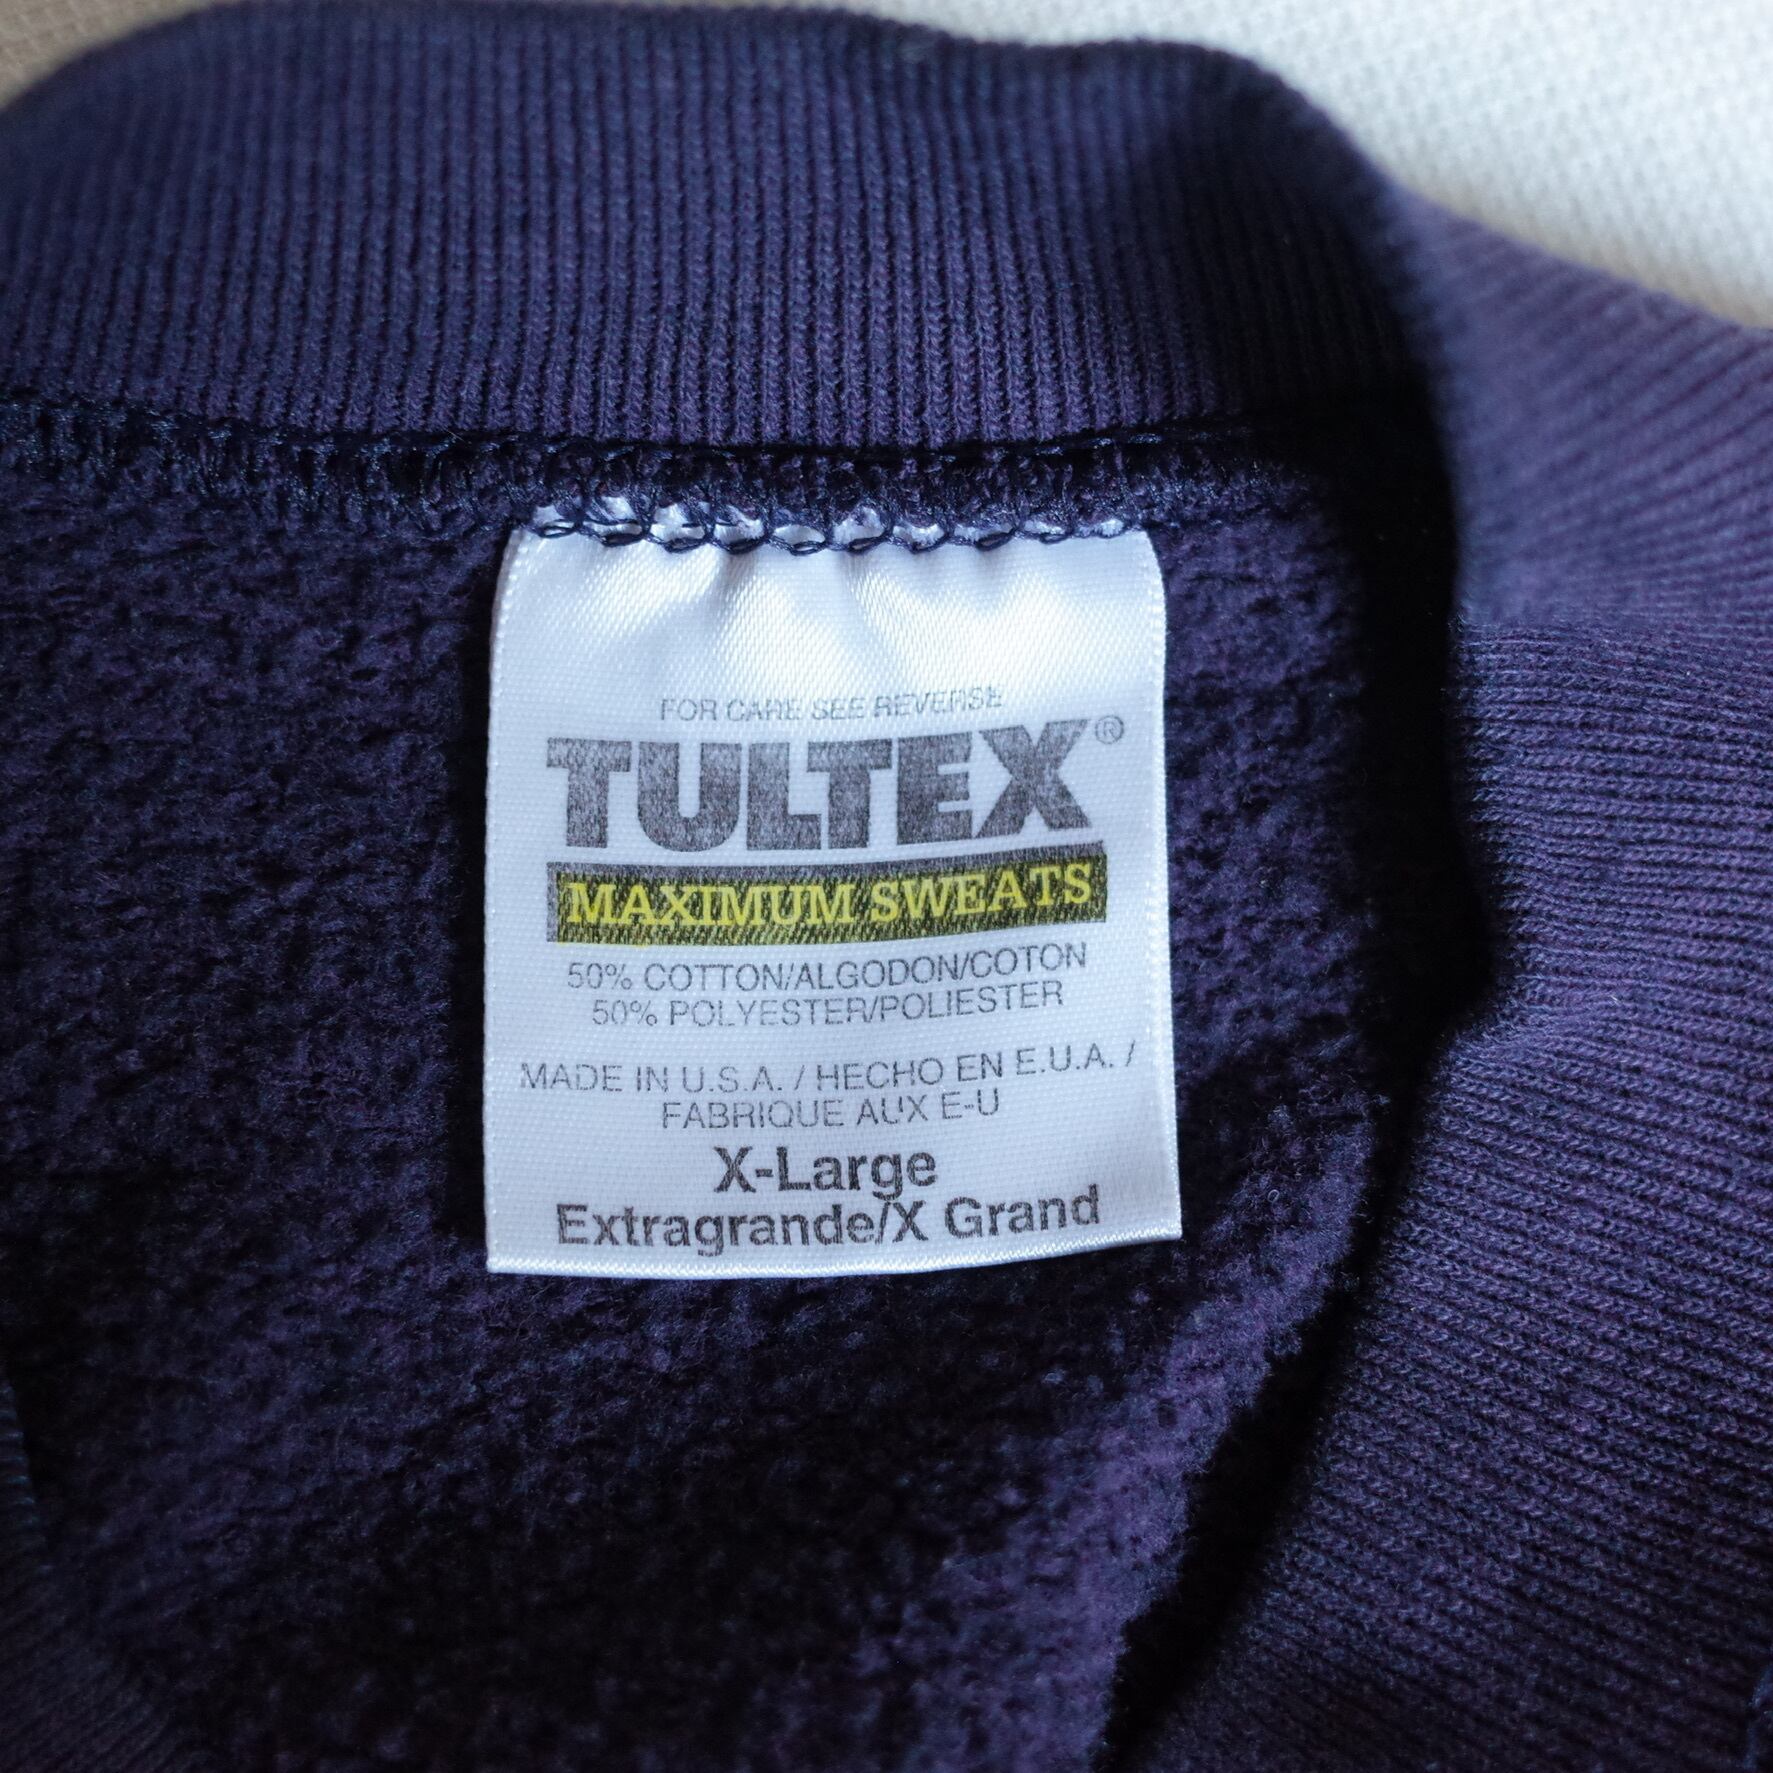 FOR CARE SEE REVERSE
TULTEX®
MAXIMUM SWEATS
50% COTTON/ALGODON/COTON
50% POLYESTER/POLIESTER
MADE IN U.S.A. / HECHO EN E.U.A. /
FABRIQUE AUX E-U
X-Large
Extragrande/X Grand